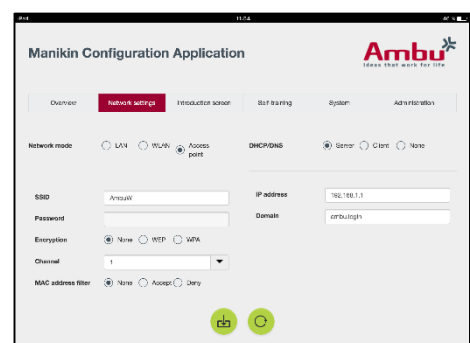 iPad 11:14
Manikin Configuration Application
Ambu
Ideas that work for life
Overview Network settings Introduction screen Self-training System Administration
Network mode LAN WLAN Access point DHCP/DNS Server Client None
SSID AmbuW IP address 192.168.1.1
Password Domain ambu.login
Encryption None WEP WPA
Channel 1
MAC address filter None Accept Deny